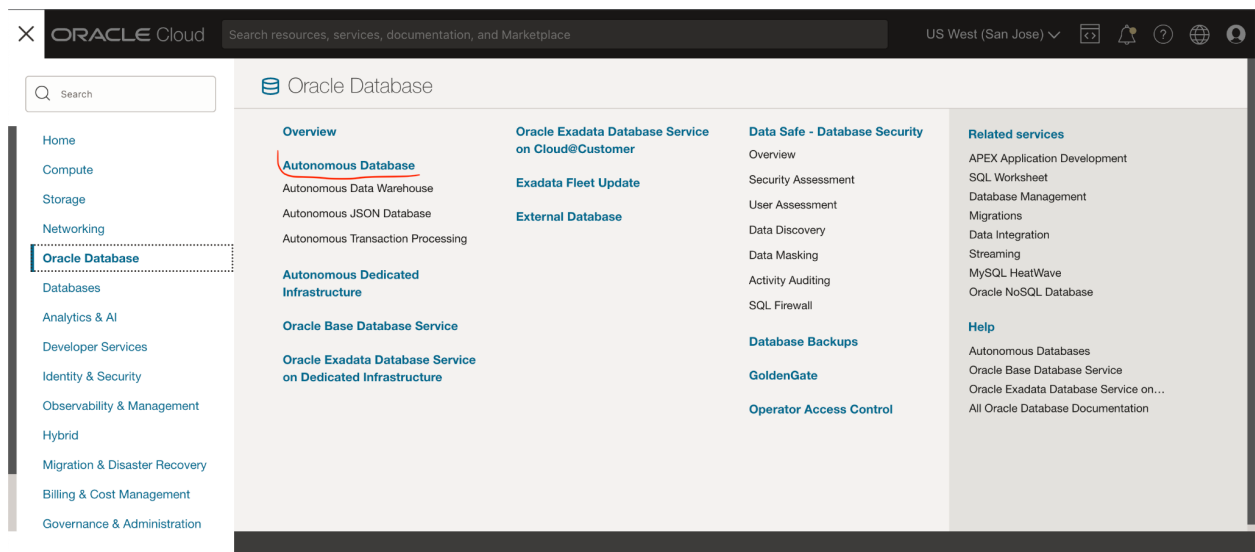 ORACLE Cloud
Search resources, services, documentation, and Marketplace
US West (San Jose)
Search
Home
Compute
Storage
Networking
Oracle Database
Databases
Analytics & AI
Developer Services
Identity & Security
Observability & Management
Hybrid
Migration & Disaster Recovery
Billing & Cost Management
Governance & Administration
Oracle Database
Overview
Autonomous Database
Autonomous Data Warehouse
Autonomous JSON Database
Autonomous Transaction Processing
Autonomous Dedicated
Infrastructure
Oracle Base Database Service
Oracle Exadata Database Service
on Dedicated Infrastructure
Oracle Exadata Database Service
on Cloud@Customer
Exadata Fleet Update
External Database
Data Safe - Database Security
Overview
Security Assessment
User Assessment
Data Discovery
Data Masking
Activity Auditing
SQL Firewall
Database Backups
GoldenGate
Operator Access Control
Related services
APEX Application Development
SQL Worksheet
Database Management
Migrations
Data Integration
Streaming
MySQL HeatWave
Oracle NoSQL Database
Help
Autonomous Databases
Oracle Base Database Service
Oracle Exadata Database Service on...
All Oracle Database Documentation